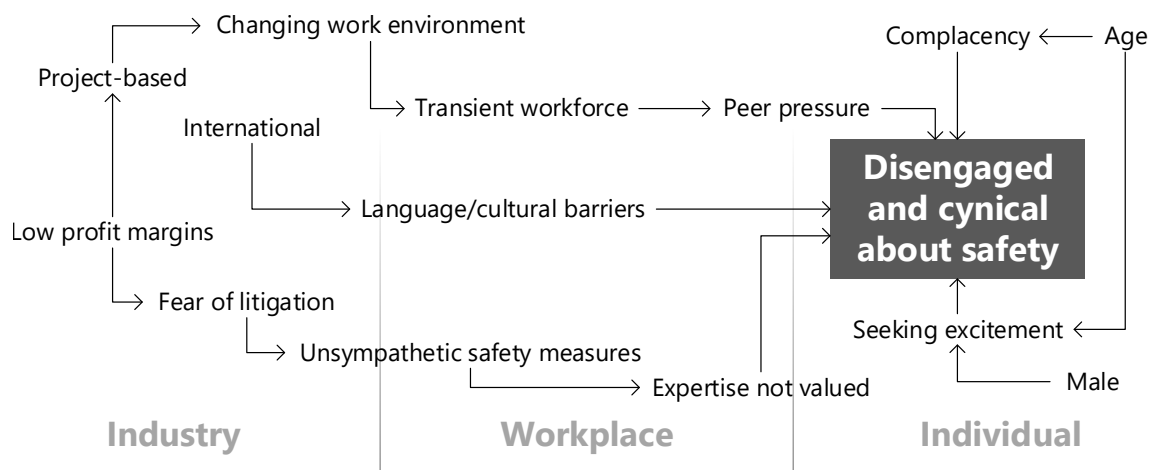 Changing work environment
Complacency
Age
Project-based
Transient workforce
Peer pressure
International
Disengaged
and cynical
about safety
Language/cultural barriers
Low profit margins
Fear of litigation
Seeking excitement
Unsympathetic safety measures
Expertise not valued
Male
Industry
Workplace
Individual